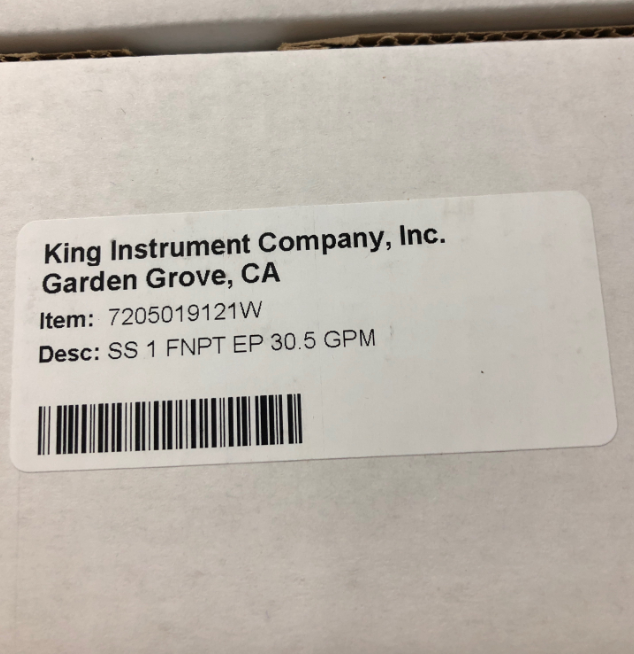 King Instrument Company, Inc.
Garden Grove, CA
Item: 7205019121W
Desc: SS 1 FNPT EP 30.5 GPM